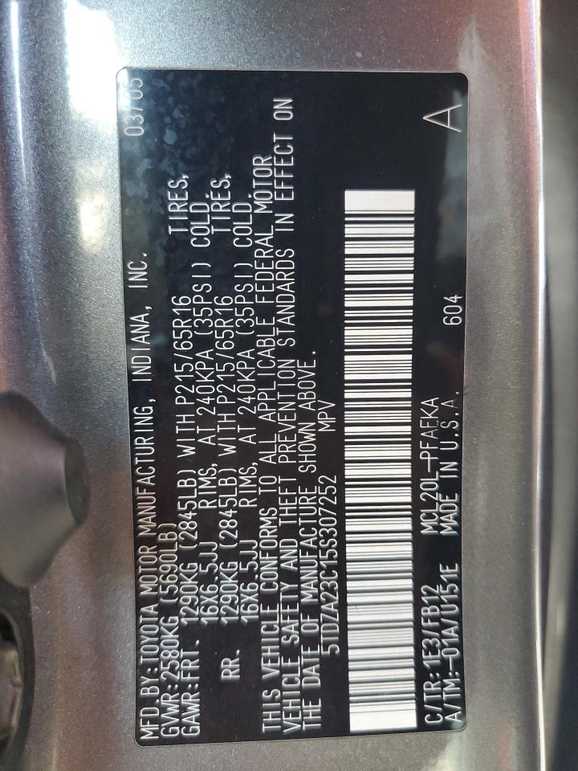 MFD.BY:TOYOTA MOTOR MANUFACTURING, INDIANA, INC. 03/05
GVWR:2580KG(5690LB)
GAWR:FRT. 1290KG (2845LB) WITH P215/65R16 TIRES,
16X6.5JJ RIMS, AT 240KPA (35PSI) COLD.
RR. 1290KG (2845LB) WITH P215/65R16 TIRES,
16X6.5JJ RIMS, AT 240KPA (35PSI) COLD.
THIS VEHICLE CONFORMS TO ALL APPLICABLE FEDERAL MOTOR
VEHICLE SAFETY AND THEFT PREVENTION STANDARDS IN EFFECT ON
THE DATE OF MANUFACTURE SHOWN ABOVE.
5TDZA23C15S307252 MPV
C/TR:1E3/FB12 MCL20L-PFAEKA 604 A
A/TM:-01A/U151E MADE IN U.S.A.